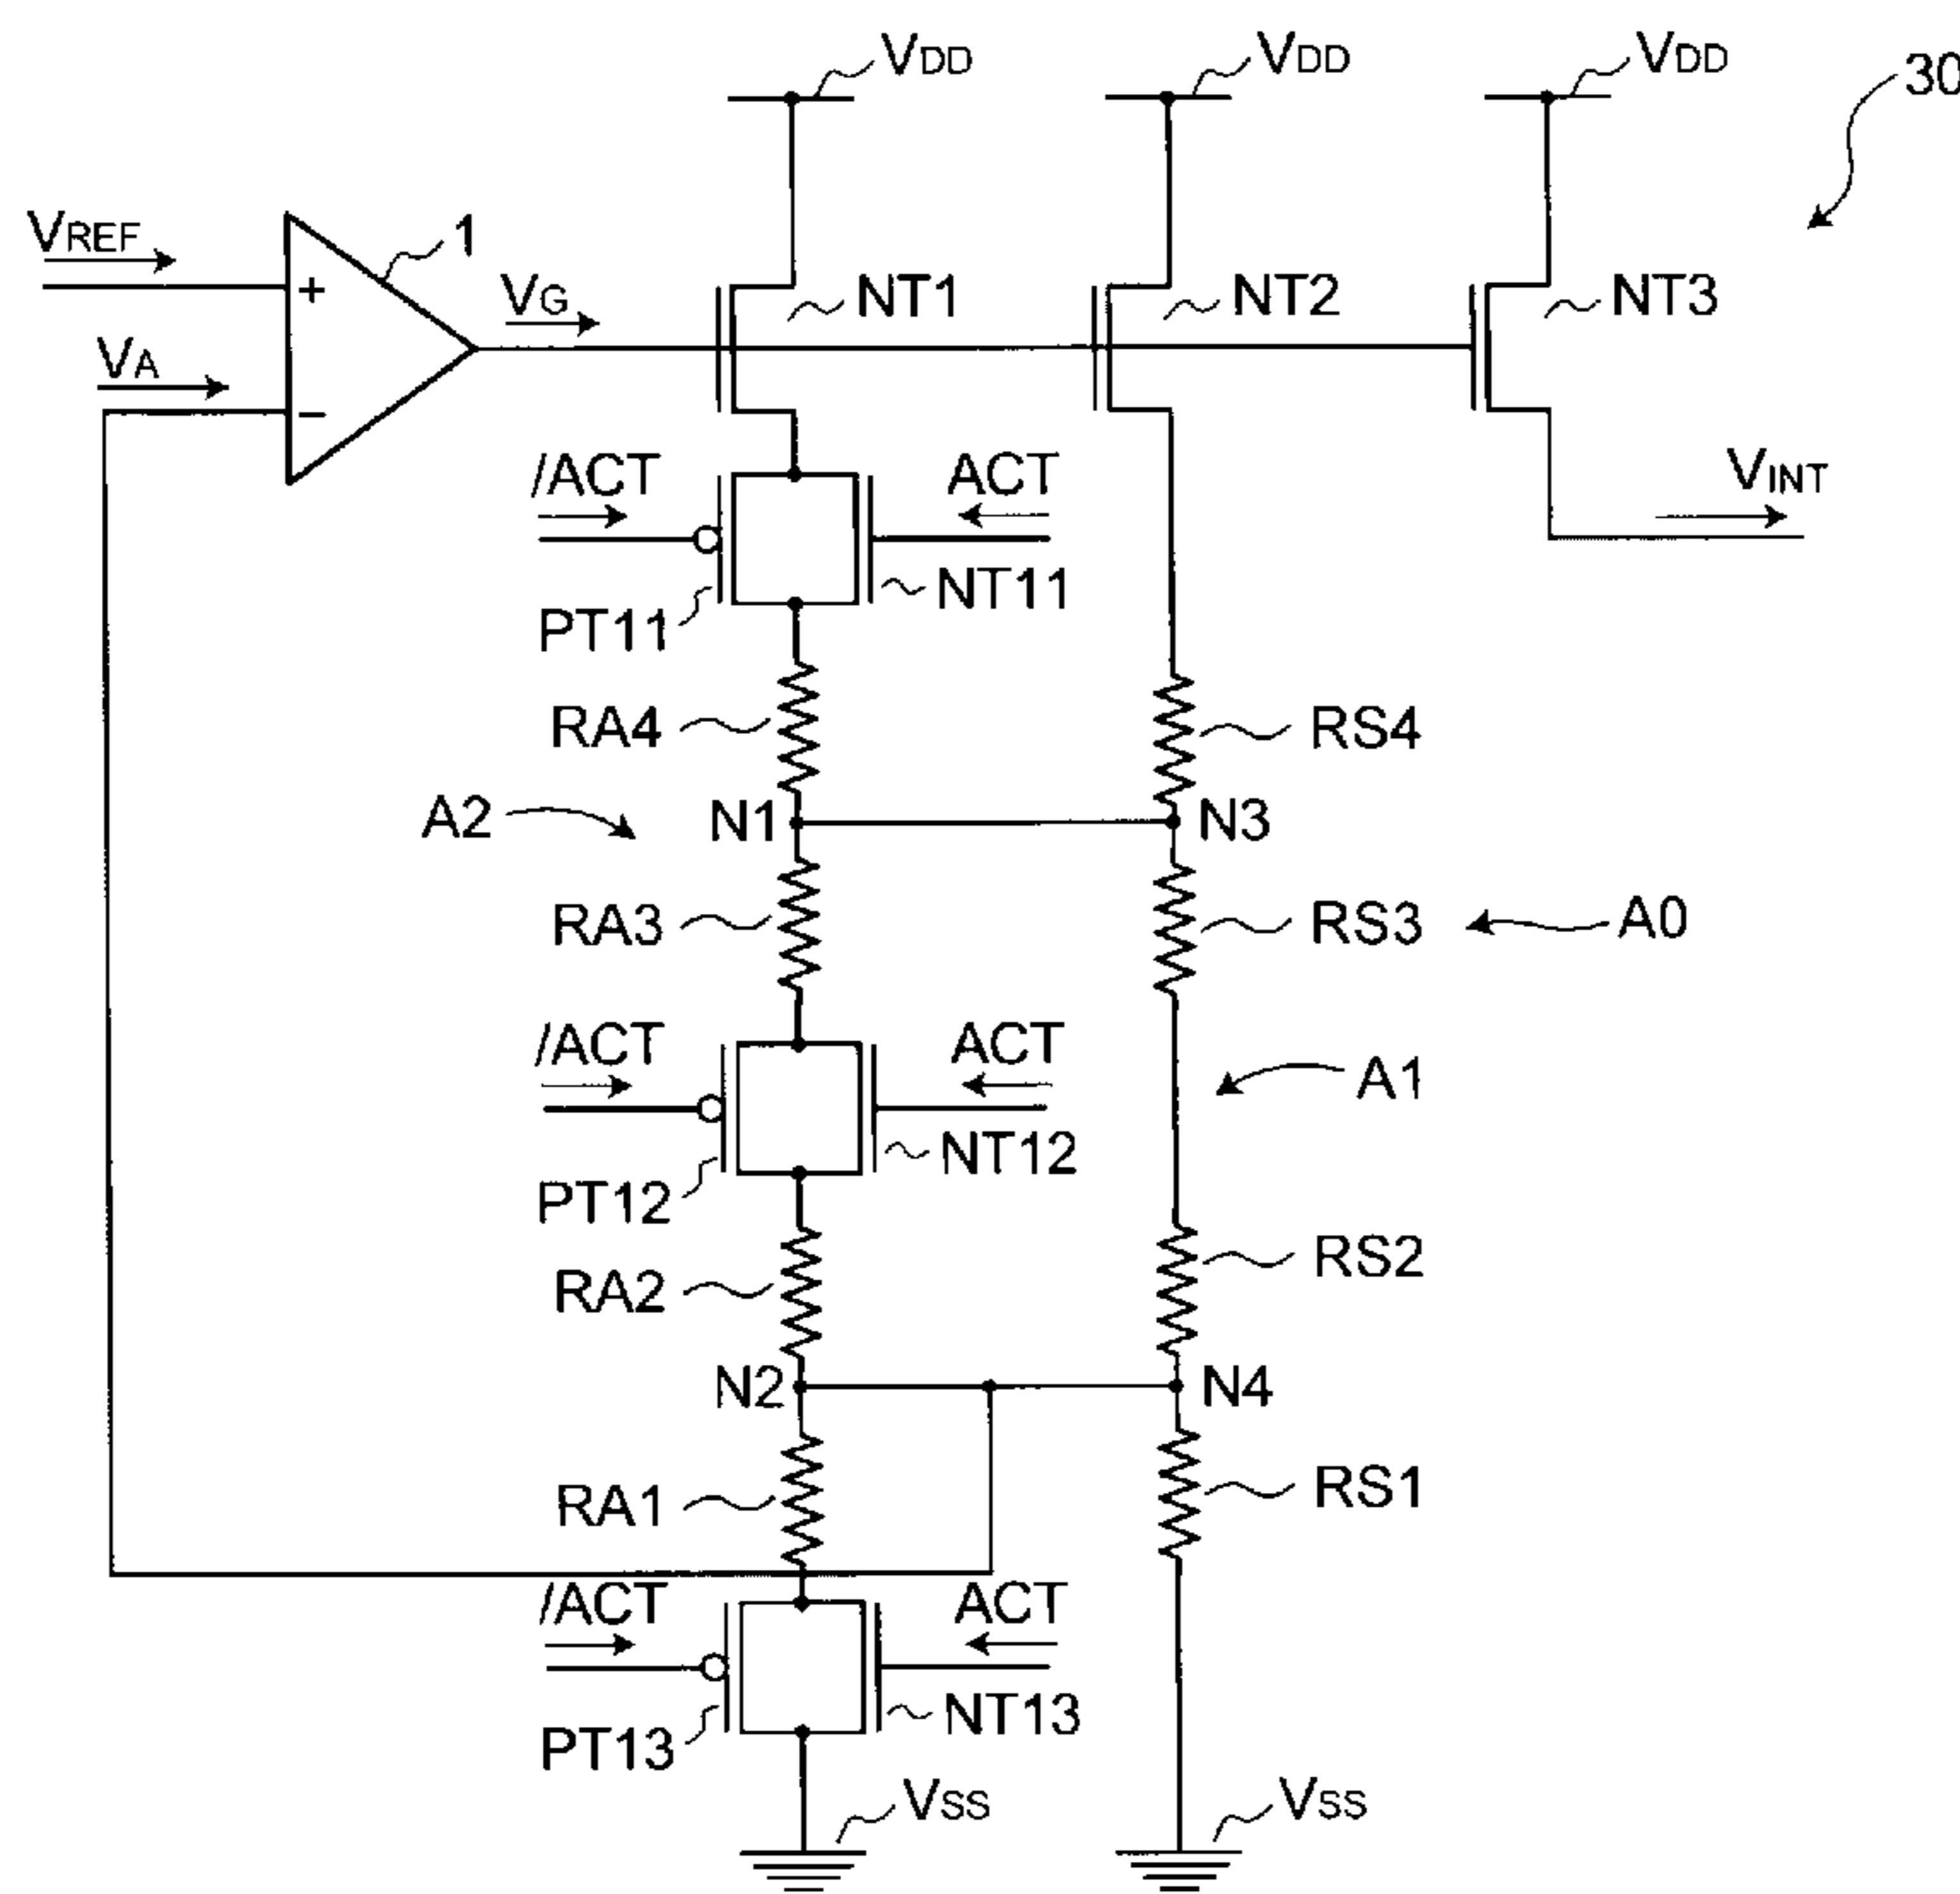 VDD
VDD
VDD
30
VREF
1
VG
NT1
NT2
NT3
+
VA
−
/ACT
ACT
VINT
PT11
NT11
RA4
RS4
A2
N1
N3
RA3
RS3
A0
/ACT
ACT
A1
PT12
NT12
RA2
RS2
N2
N4
RA1
RS1
/ACT
ACT
PT13
NT13
VSS
VSS